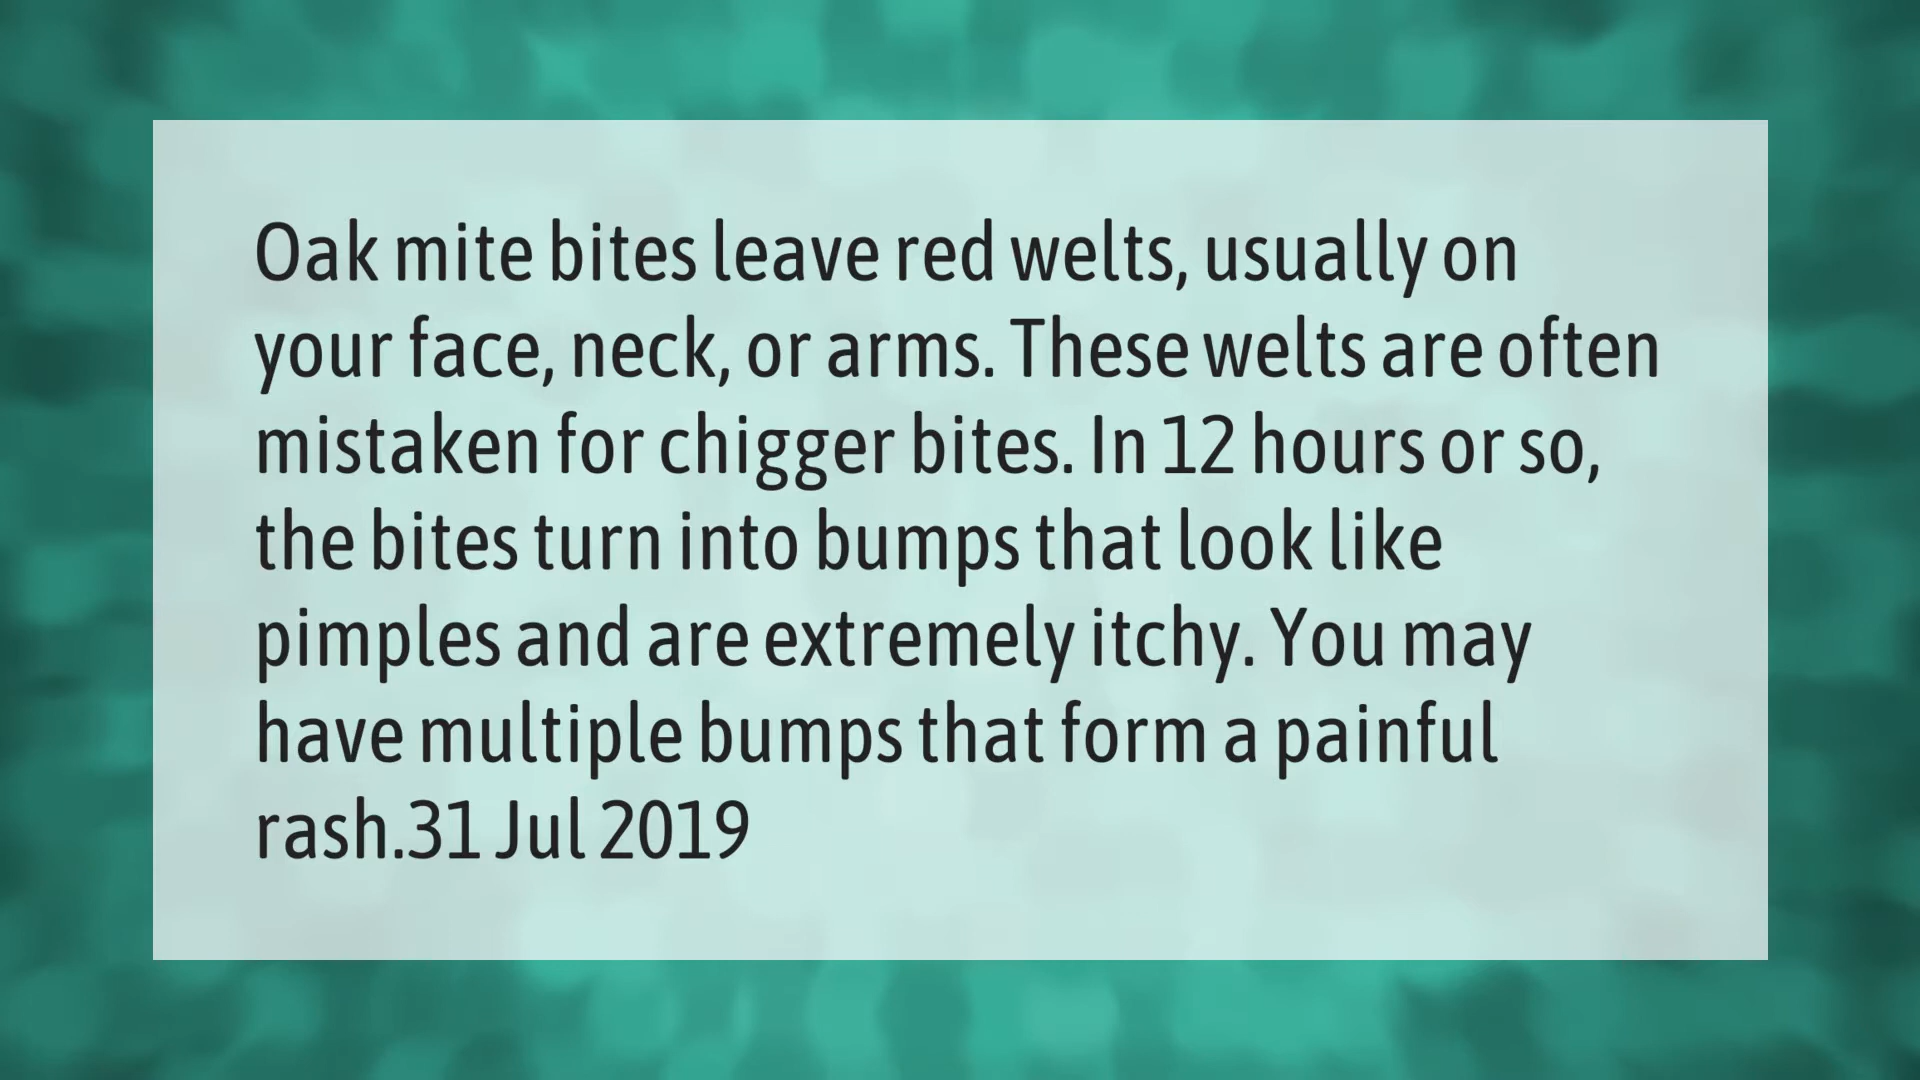 Oak mite bites leave red welts, usually on
your face, neck, or arms. These welts are often
mistaken for chigger bites. In 12 hours or so,
the bites turn into bumps that look like
pimples and are extremely itchy. You may
have multiple bumps that form a painful
rash.31 Jul 2019